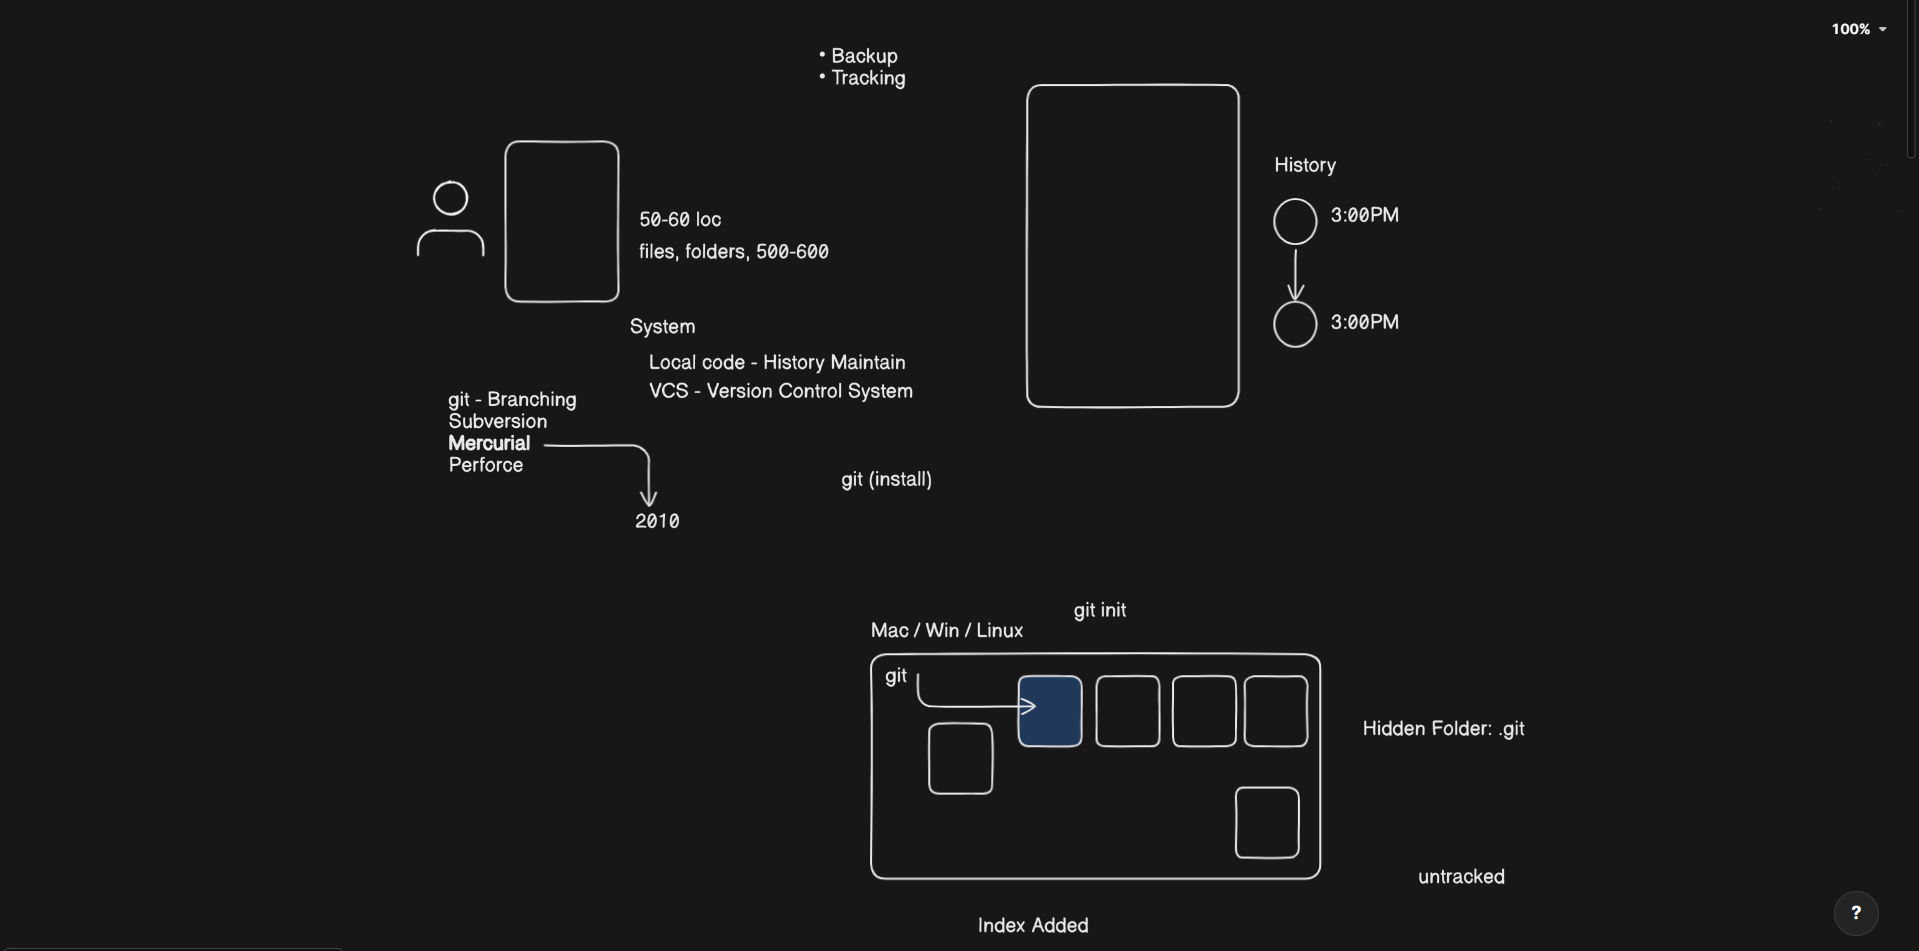 100%
• Backup
• Tracking
History
3:00PM
50-60 loc
files, folders, 500-600
3:00PM
System
Local code - History Maintain
VCS - Version Control System
git - Branching
Subversion
Mercurial
Perforce
git (install)
2010
git init
Mac / Win / Linux
git
Hidden Folder: .git
untracked
Index Added
?